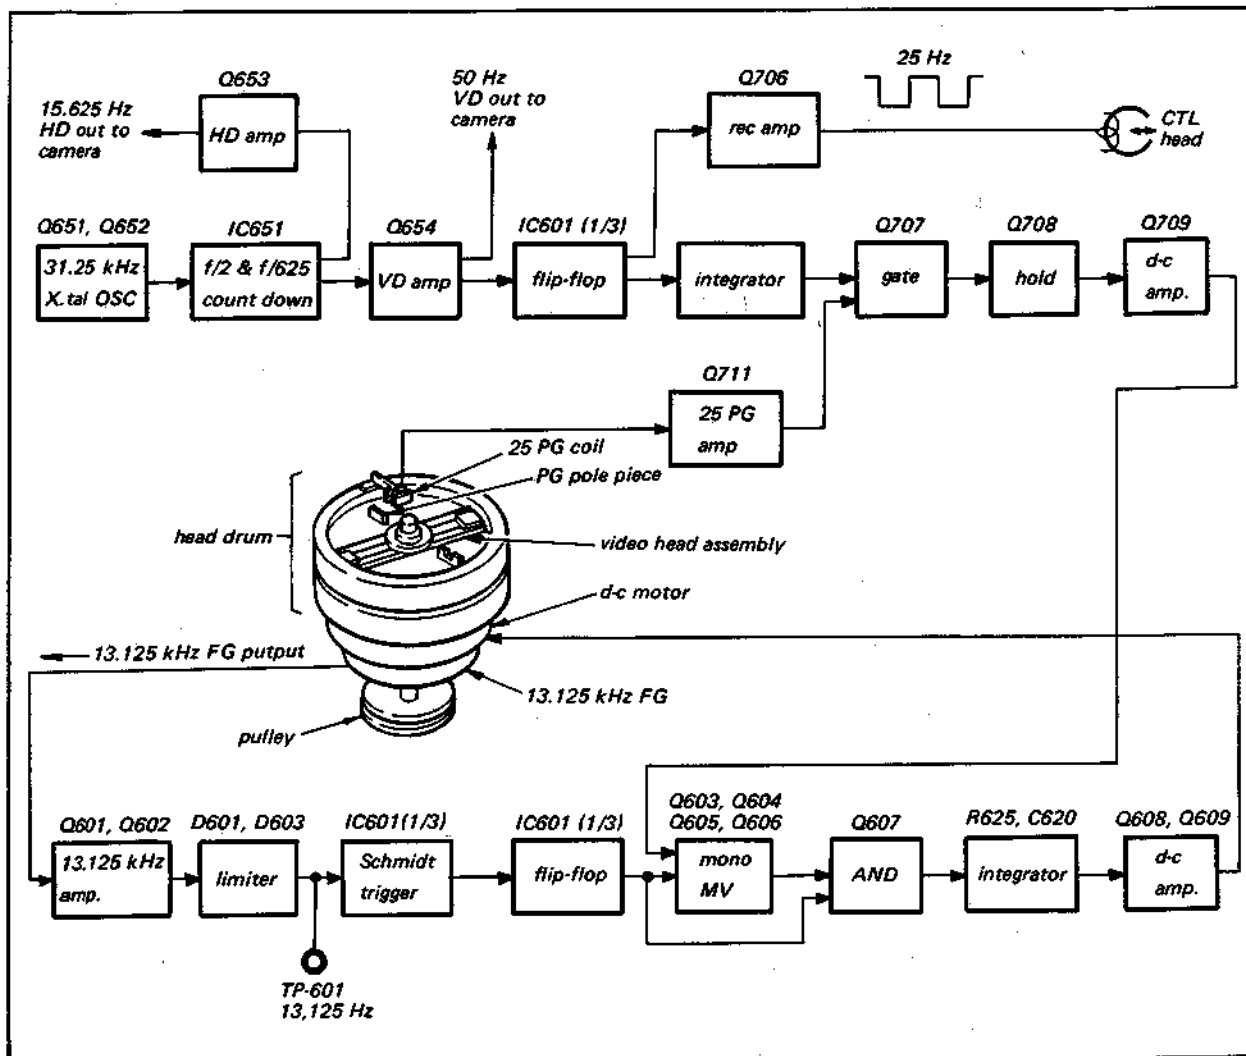 Q653
50 Hz
VD out to
camera
Q706
25 Hz
15.625 Hz
HD out to
camera
HD amp
rec amp
CTL
head
Q651, Q652
IC651
Q654
IC601 (1/3)
Q707
Q708
Q709
31.25 kHz
X.tal OSC
f/2 & f/625
count down
VD amp
flip-flop
integrator
gate
hold
d-c
amp.
Q711
25 PG
amp
25 PG coil
PG pole piece
head drum
video head assembly
d-c motor
13.125 kHz FG putput
13.125 kHz FG
pulley
Q601, Q602
D601, D603
IC601(1/3)
IC601 (1/3)
Q603, Q604
Q605, Q606
Q607
R625, C620
Q608, Q609
13.125 kHz
amp.
limiter
Schmidt
trigger
flip-flop
mono
MV
AND
integrator
d-c
amp.
TP-601
13,125 Hz